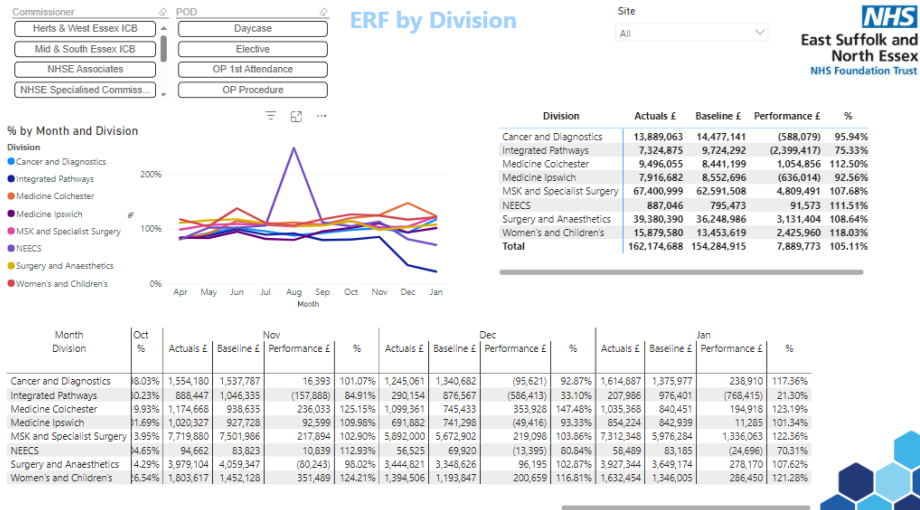 Commissioner
Herts & West Essex ICB
Mid & South Essex ICB
NHSE Associates
NHSE Specialised Commiss...
POD
Daycase
Elective
OP 1st Attendance
OP Procedure
ERF by Division
Site
All
NHS
East Suffolk and
North Essex
NHS Foundation Trust
% by Month and Division
Division
Cancer and Diagnostics
Integrated Pathways
Medicine Colchester
Medicine Ipswich
MSK and Specialist Surgery
NEECS
Surgery and Anaesthetics
Women's and Children's
200%
100%
0%
Apr May Jun Jul Aug Sep Oct Nov Dec Jan
Month
Division Actuals £ Baseline £ Performance £ %
Cancer and Diagnostics 13,889,063 14,477,141 (588,079) 95.94%
Integrated Pathways 7,324,875 9,724,292 (2,399,417) 75.33%
Medicine Colchester 9,496,055 8,441,199 1,054,856 112.50%
Medicine Ipswich 7,916,682 8,552,696 (636,014) 92.56%
MSK and Specialist Surgery 67,400,999 62,591,508 4,809,491 107.68%
NEECS 887,046 795,473 91,573 111.51%
Surgery and Anaesthetics 39,380,390 36,248,986 3,131,404 108.64%
Women's and Children's 15,879,580 13,453,619 2,425,960 118.03%
Total 162,174,688 154,284,915 7,889,773 105.11%
Month Oct Nov Dec Jan
Division % Actuals £ Baseline £ Performance £ % Actuals £ Baseline £ Performance £ % Actuals £ Baseline £ Performance £ %
Cancer and Diagnostics 8.03% 1,554,180 1,537,787 16,393 101.07% 1,245,061 1,340,682 (95,621) 92.87% 1,614,887 1,375,977 238,910 117.36%
Integrated Pathways 0.23% 888,447 1,046,335 (157,888) 84.91% 290,154 876,567 (586,413) 33.10% 207,986 976,401 (768,415) 21.30%
Medicine Colchester 9.93% 1,174,668 938,635 236,033 125.15% 1,099,361 745,433 353,928 147.48% 1,035,368 840,451 194,918 123.19%
Medicine Ipswich 1.69% 1,020,327 927,728 92,599 109.98% 691,882 741,298 (49,416) 93.33% 854,224 842,939 11,285 101.34%
MSK and Specialist Surgery 3.95% 7,719,880 7,501,986 217,894 102.90% 5,892,000 5,672,902 219,098 103.86% 7,312,348 5,976,284 1,336,063 122.36%
NEECS 4.65% 94,662 83,823 10,839 112.93% 56,525 69,920 (13,395) 80.84% 58,489 83,185 (24,696) 70.31%
Surgery and Anaesthetics 4.29% 3,979,104 4,059,347 (80,243) 98.02% 3,444,821 3,348,626 96,195 102.87% 3,927,344 3,649,174 278,170 107.62%
Women's and Children's 6.54% 1,803,617 1,452,128 351,489 124.21% 1,394,506 1,193,847 200,659 116.81% 1,632,454 1,346,005 286,450 121.28%